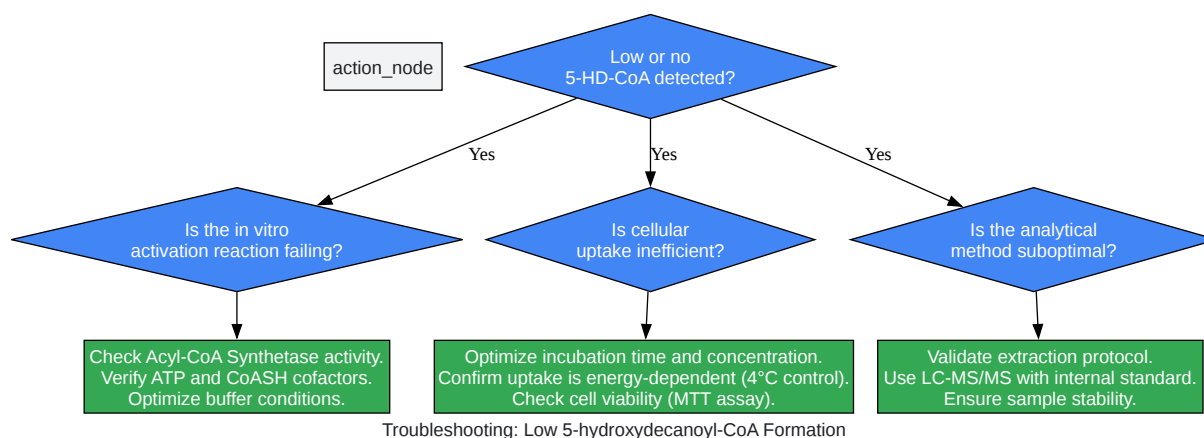 action_node
Low or no
5-HD-CoA detected?
Yes
Yes
Yes
Is the in vitro
activation reaction failing?
Is cellular
uptake inefficient?
Is the analytical
method suboptimal?
Check Acyl-CoA Synthetase activity.
Verify ATP and CoASH cofactors.
Optimize buffer conditions.
Optimize incubation time and concentration.
Confirm uptake is energy-dependent (4°C control).
Check cell viability (MTT assay).
Validate extraction protocol.
Use LC-MS/MS with internal standard.
Ensure sample stability.
Troubleshooting: Low 5-hydroxydecanoyl-CoA Formation